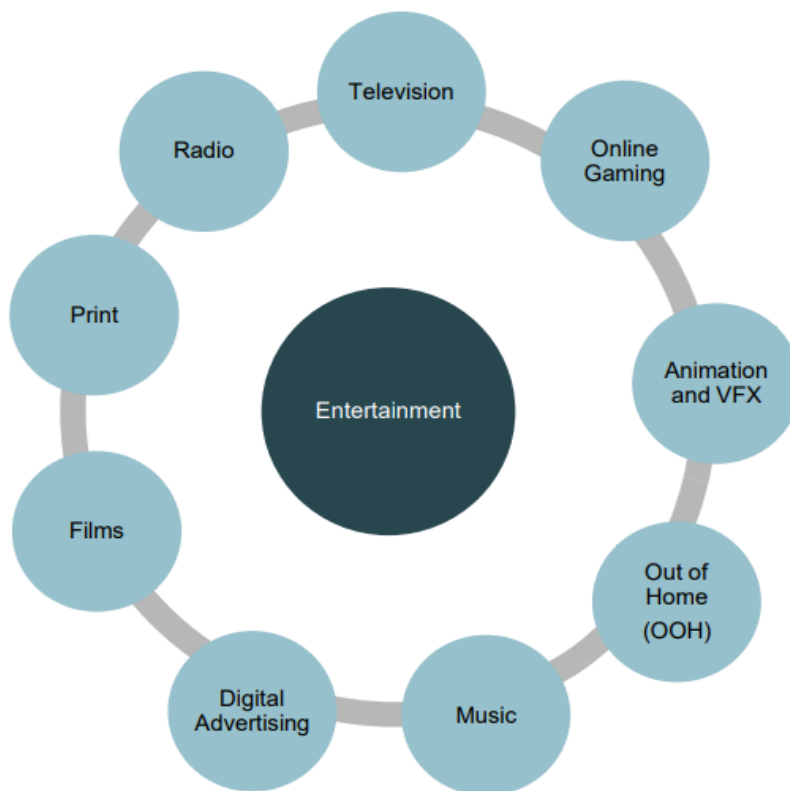 Television
Online
Gaming
Animation
and VFX
Out of
Home
(OOH)
Music
Digital
Advertising
Films
Print
Radio
Entertainment